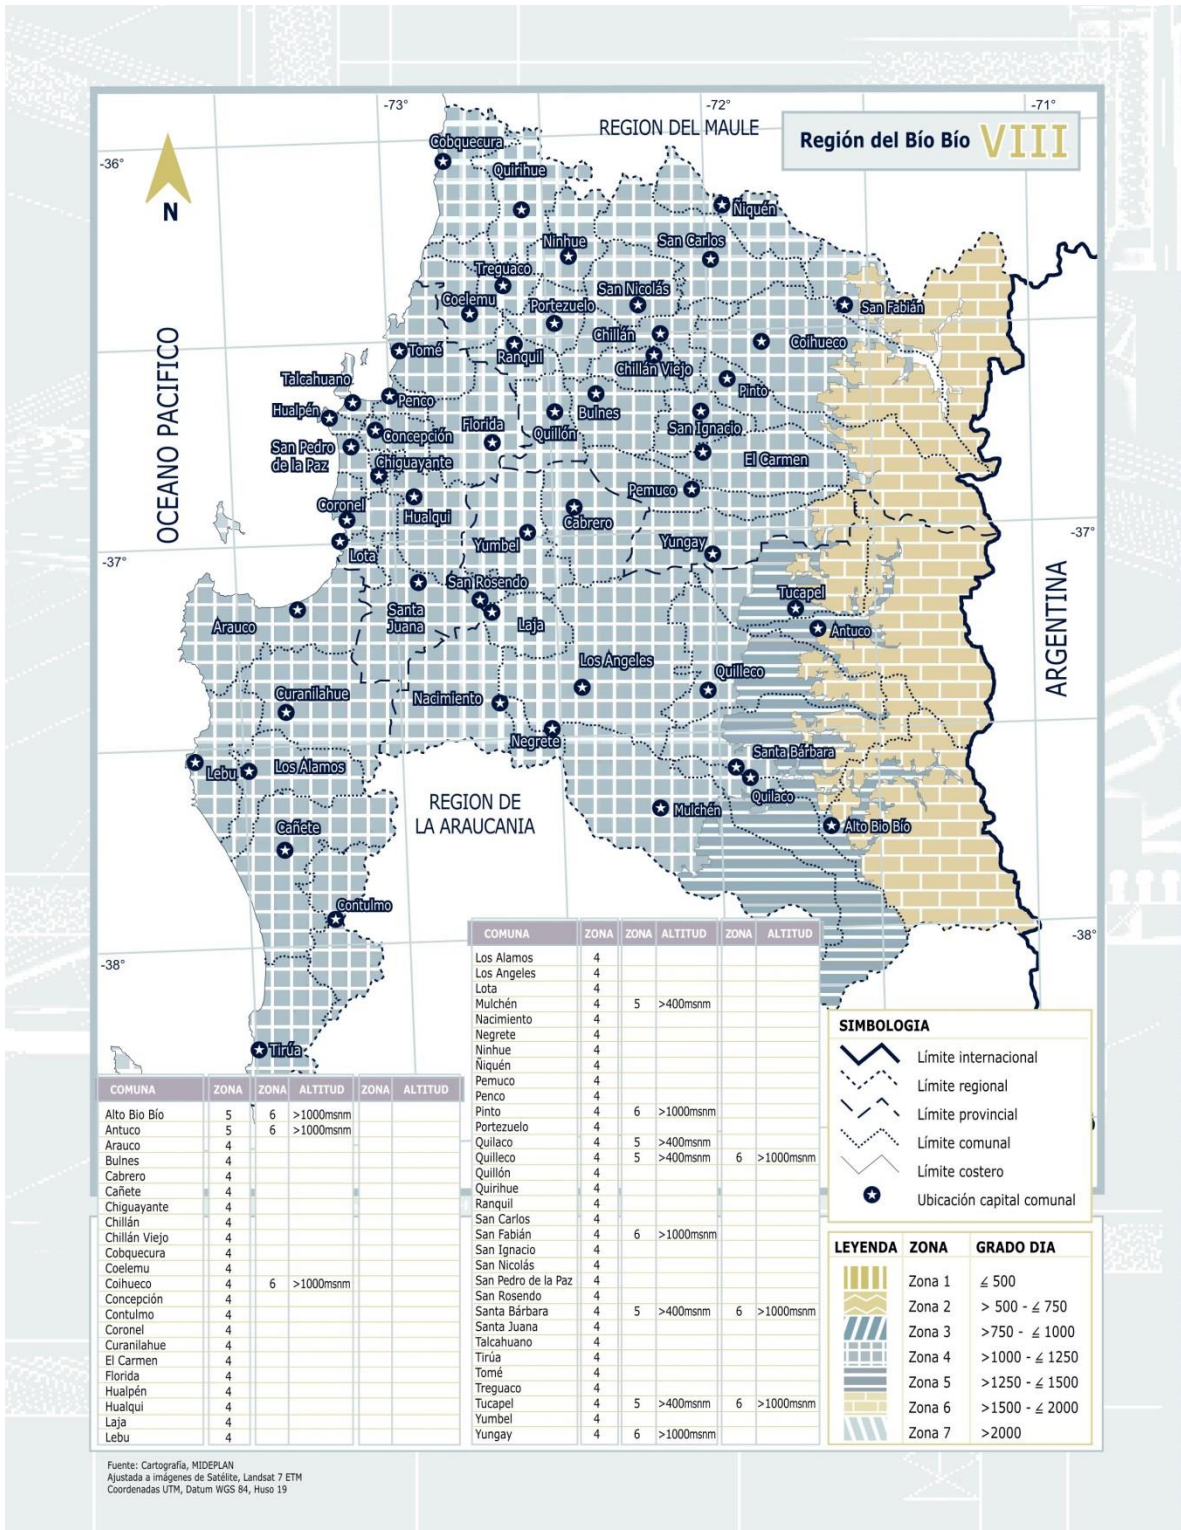 -73°
-72°
-71°
REGION DEL MAULE
Región del Bío Bío VIII
-36°
N
Cobquecura
Quirihue
Ñiquén
Ninhue
San Carlos
Treguaco
San Nicolás
Coelemu
Portezuelo
San Fabián
Chillán
Coihueco
Tomé
Ranquil
Chillán Viejo
Talcahuano
Penco
Pinto
Hualpén
Bulnes
Florida
Quillón
San Ignacio
Concepción
San Pedro
de la Paz
Chiguayante
El Carmen
Pemuco
Coronel
Hualqui
Cabrero
OCEANO PACIFICO
-37°
-37°
Lota
Yumbel
Yungay
San Rosendo
Tucapel
Arauco
Santa
Juana
Laja
Antuco
ARGENTINA
Los Angeles
Quilleco
Curanilahue
Nacimiento
Negrete
Santa Bárbara
Lebu
Los Alamos
Quilaco
REGION DE
LA ARAUCANIA
Mulchén
Alto Bio Bío
Cañete
Contulmo
-38°
-38°
Tirúa
COMUNA ZONA ZONA ALTITUD ZONA ALTITUD
Alto Bio Bío 5 6 >1000msnm
Antuco 5 6 >1000msnm
Arauco 4
Bulnes 4
Cabrero 4
Cañete 4
Chiguayante 4
Chillán 4
Chillán Viejo 4
Cobquecura 4
Coelemu 4
Coihueco 4 6 >1000msnm
Concepción 4
Contulmo 4
Coronel 4
Curanilahue 4
El Carmen 4
Florida 4
Hualpén 4
Hualqui 4
Laja 4
Lebu 4
COMUNA ZONA ZONA ALTITUD ZONA ALTITUD
Los Alamos 4
Los Angeles 4
Lota 4
Mulchén 4 5 >400msnm
Nacimiento 4
Negrete 4
Ninhue 4
Ñiquén 4
Pemuco 4
Penco 4
Pinto 4 6 >1000msnm
Portezuelo 4
Quilaco 4 5 >400msnm
Quilleco 4 5 >400msnm 6 >1000msnm
Quillón 4
Quirihue 4
Ranquil 4
San Carlos 4
San Fabián 4 6 >1000msnm
San Ignacio 4
San Nicolás 4
San Pedro de la Paz 4
San Rosendo 4
Santa Bárbara 4 5 >400msnm 6 >1000msnm
Santa Juana 4
Talcahuano 4
Tirúa 4
Tomé 4
Treguaco 4
Tucapel 4 5 >400msnm 6 >1000msnm
Yumbel 4
Yungay 4 6 >1000msnm
SIMBOLOGIA
Límite internacional
Límite regional
Límite provincial
Límite comunal
Límite costero
Ubicación capital comunal
LEYENDA ZONA GRADO DIA
Zona 1 ≤ 500
Zona 2 > 500 - ≤ 750
Zona 3 >750 - ≤ 1000
Zona 4 >1000 - ≤ 1250
Zona 5 >1250 - ≤ 1500
Zona 6 >1500 - ≤ 2000
Zona 7 >2000
Fuente: Cartografía, MIDEPLAN
Ajustada a imágenes de Satélite, Landsat 7 ETM
Coordenadas UTM, Datum WGS 84, Huso 19